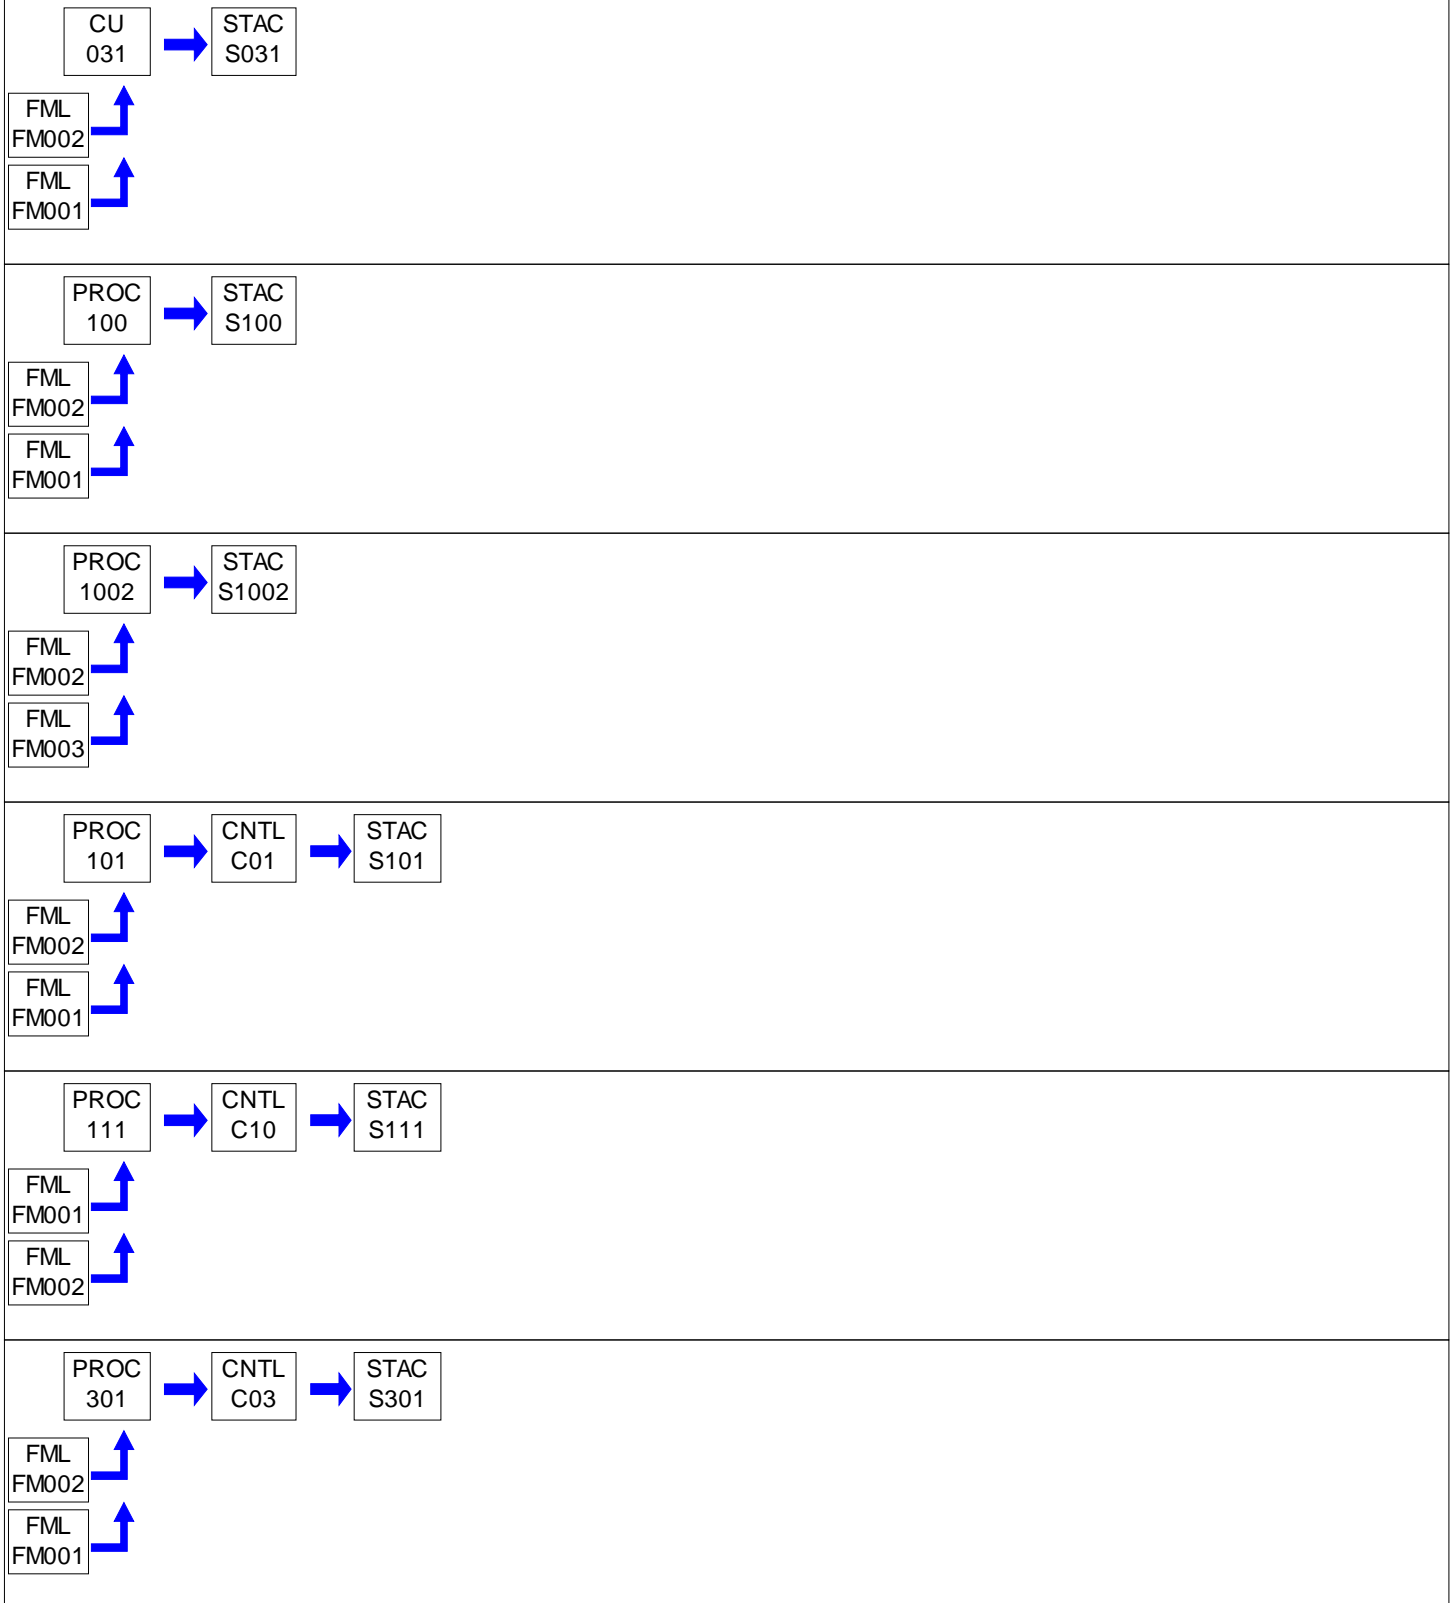 CU
031
STAC
S031
FML
FM002
FML
FM001
PROC
100
STAC
S100
FML
FM002
FML
FM001
PROC
1002
STAC
S1002
FML
FM002
FML
FM003
PROC
101
CNTL
C01
STAC
S101
FML
FM002
FML
FM001
PROC
111
CNTL
C10
STAC
S111
FML
FM001
FML
FM002
PROC
301
CNTL
C03
STAC
S301
FML
FM002
FML
FM001